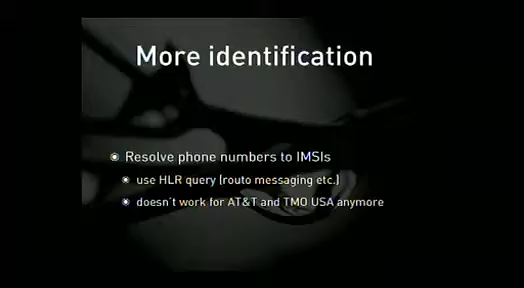 More identification
Resolve phone numbers to IMSIs
use HLR query (routo messaging etc.)
doesn't work for AT&T and TMO USA anymore